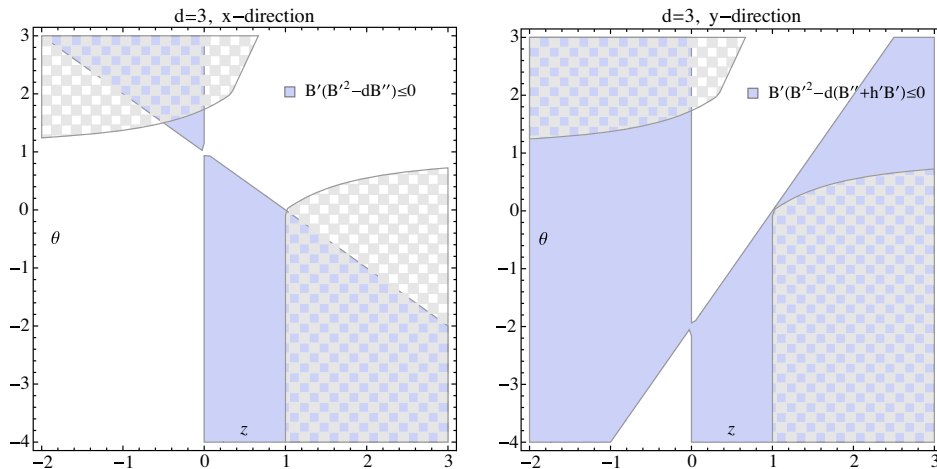 d=3, x-direction
3
2
1
0
−1
−2
−3
−4
θ
B′(B′²−dB″)≤0
z
−2 −1 0 1 2 3
d=3, y-direction
3
2
1
0
−1
−2
−3
−4
θ
B′(B′²−d(B″+h′B′)≤0
z
−2 −1 0 1 2 3